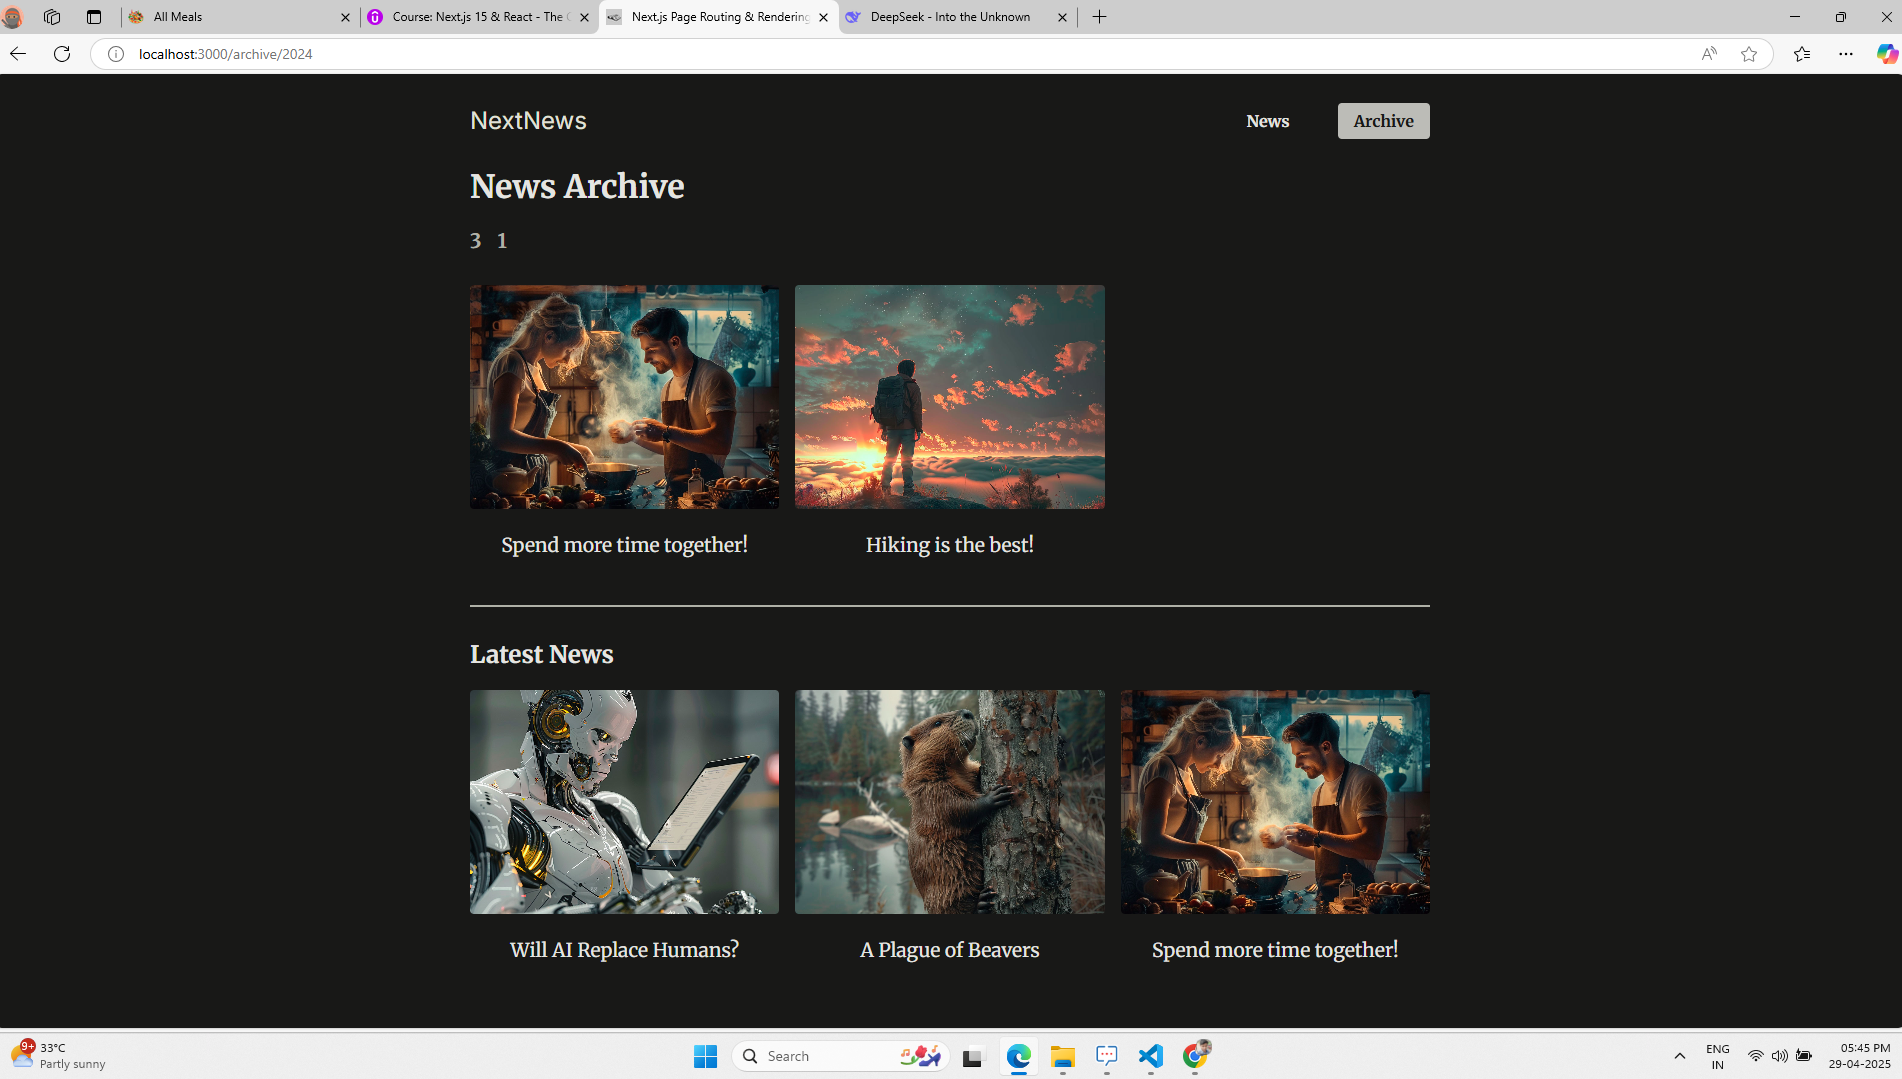 All Meals
Course: Next.js 15 & React - The C
Next.js Page Routing & Rendering
DeepSeek - Into the Unknown
localhost:3000/archive/2024
NextNews
News
Archive
News Archive
3 1
Spend more time together!
Hiking is the best!
Latest News
Will AI Replace Humans?
A Plague of Beavers
Spend more time together!
9+
33°C
Partly sunny
Search
ENG
IN
05:45 PM
29-04-2025